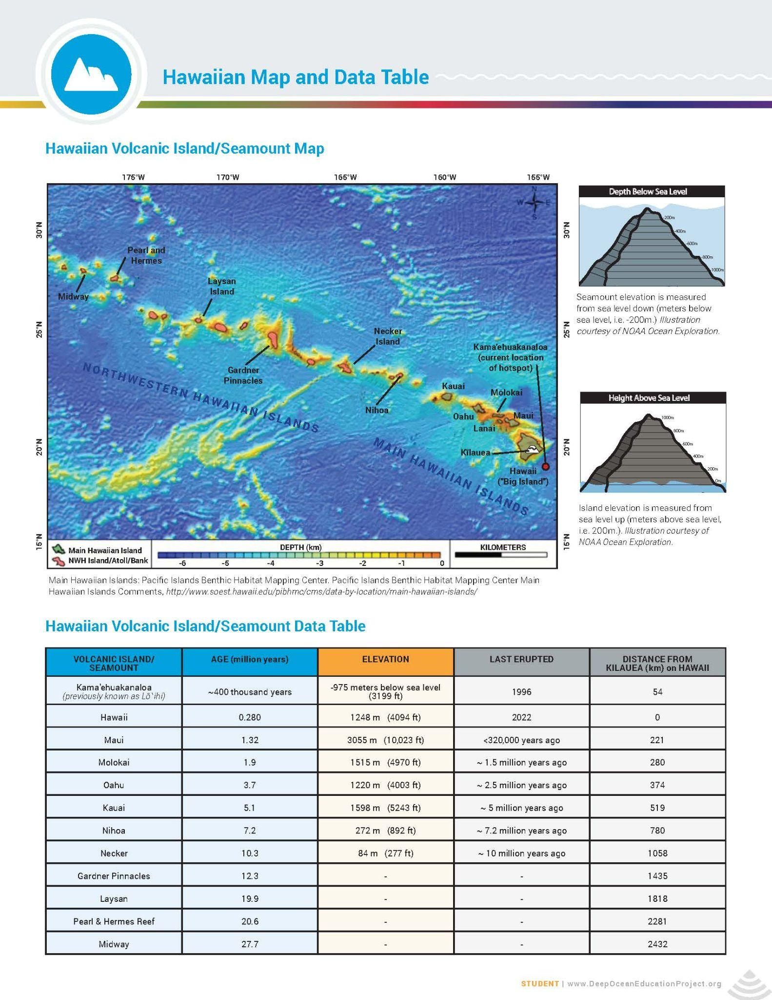 Hawaiian Map and Data Table
Hawaiian Volcanic Island/Seamount Map
175°W 170°W 165°W 160°W 155°W
30°N
25°N
20°N
15°N
N
W E
S
Pearl and
Hermes
Midway
Laysan
Island
Gardner
Pinnacles
Necker
Island
Nihoa
Kama'ehuakanaloa
(current location
of hotspot)
Kauai
Molokai
Oahu
Maui
Lanai
Kīlauea
Hawaii
("Big Island")
NORTHWESTERN HAWAIIAN ISLANDS
MAIN HAWAIIAN ISLANDS
30°N
25°N
20°N
15°N
Main Hawaiian Island
NWH Island/Atoll/Bank
DEPTH (km)
-6 -5 -4 -3 -2 -1 0
KILOMETERS
Depth Below Sea Level
-200m
-400m
-600m
-800m
-1000m
Seamount elevation is measured
from sea level down (meters below
sea level, i.e. -200m.) Illustration
courtesy of NOAA Ocean Exploration.
Height Above Sea Level
1000m
800m
600m
400m
200m
0m
Island elevation is measured from
sea level up (meters above sea level,
i.e. 200m.). Illustration courtesy of
NOAA Ocean Exploration.
Main Hawaiian Islands: Pacific Islands Benthic Habitat Mapping Center. Pacific Islands Benthic Habitat Mapping Center Main
Hawaiian Islands Comments, http://www.soest.hawaii.edu/pibhmc/cms/data-by-location/main-hawaiian-islands/
Hawaiian Volcanic Island/Seamount Data Table
VOLCANIC ISLAND/
SEAMOUNT
AGE (million years)
ELEVATION
LAST ERUPTED
DISTANCE FROM
KILAUEA (km) on HAWAII
Kama'ehuakanaloa
(previously known as Lō`ihi)
~400 thousand years
-975 meters below sea level
(3199 ft)
1996
54
Hawaii 0.280 1248 m (4094 ft) 2022 0
Maui 1.32 3055 m (10,023 ft) <320,000 years ago 221
Molokai 1.9 1515 m (4970 ft) ~ 1.5 million years ago 280
Oahu 3.7 1220 m (4003 ft) ~ 2.5 million years ago 374
Kauai 5.1 1598 m (5243 ft) ~ 5 million years ago 519
Nihoa 7.2 272 m (892 ft) ~ 7.2 million years ago 780
Necker 10.3 84 m (277 ft) ~ 10 million years ago 1058
Gardner Pinnacles 12.3 - - 1435
Laysan 19.9 - - 1818
Pearl & Hermes Reef 20.6 - - 2281
Midway 27.7 - - 2432
STUDENT | www.DeepOceanEducationProject.org